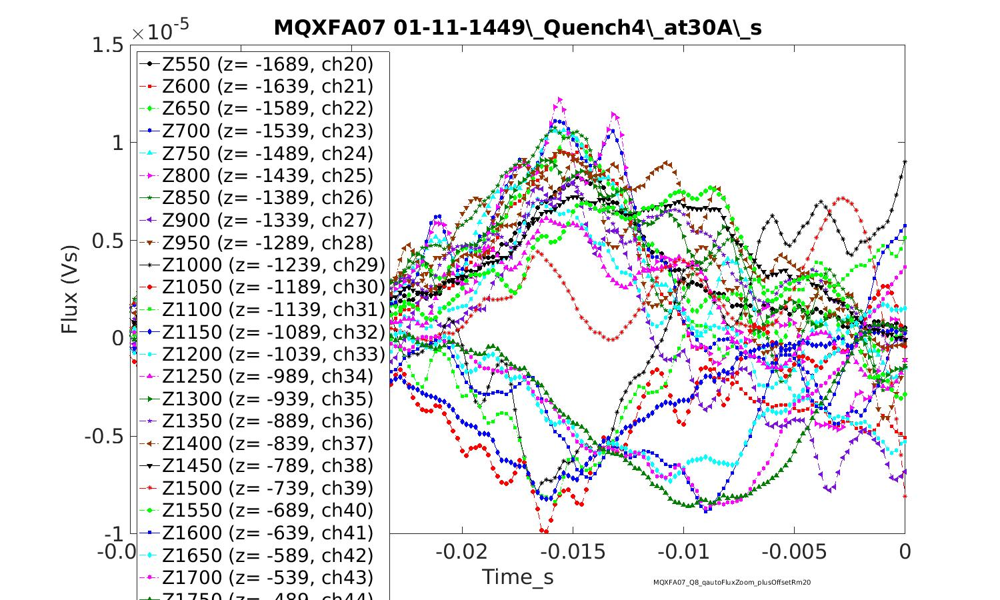 MQXFA07 01-11-1449\_Quench4\_at30A\_s
×10-5
1.5
1
0.5
0
-0.5
-1
Flux (Vs)
Z550 (z= -1689, ch20)
Z600 (z= -1639, ch21)
Z650 (z= -1589, ch22)
Z700 (z= -1539, ch23)
Z750 (z= -1489, ch24)
Z800 (z= -1439, ch25)
Z850 (z= -1389, ch26)
Z900 (z= -1339, ch27)
Z950 (z= -1289, ch28)
Z1000 (z= -1239, ch29)
Z1050 (z= -1189, ch30)
Z1100 (z= -1139, ch31)
Z1150 (z= -1089, ch32)
Z1200 (z= -1039, ch33)
Z1250 (z= -989, ch34)
Z1300 (z= -939, ch35)
Z1350 (z= -889, ch36)
Z1400 (z= -839, ch37)
Z1450 (z= -789, ch38)
Z1500 (z= -739, ch39)
Z1550 (z= -689, ch40)
Z1600 (z= -639, ch41)
Z1650 (z= -589, ch42)
Z1700 (z= -539, ch43)
Z1750 (z= -489, ch44)
-0.0 -0.02 -0.015 -0.01 -0.005 0
Time_s
MQXFA07_Q8_qautoFluxZoom_plusOffsetRm20